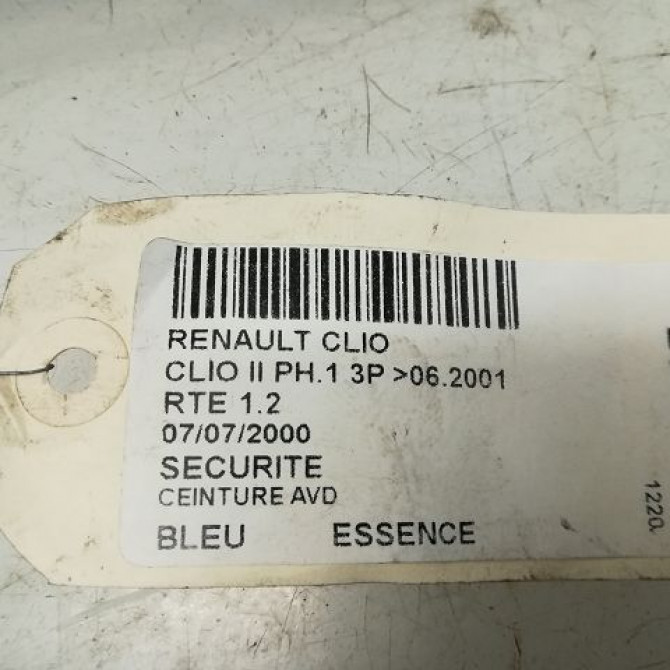 RENAULT CLIO
CLIO II PH.1 3P >06.2001
RTE 1.2
07/07/2000
SECURITE
CEINTURE AVD
BLEU ESSENCE
1220.